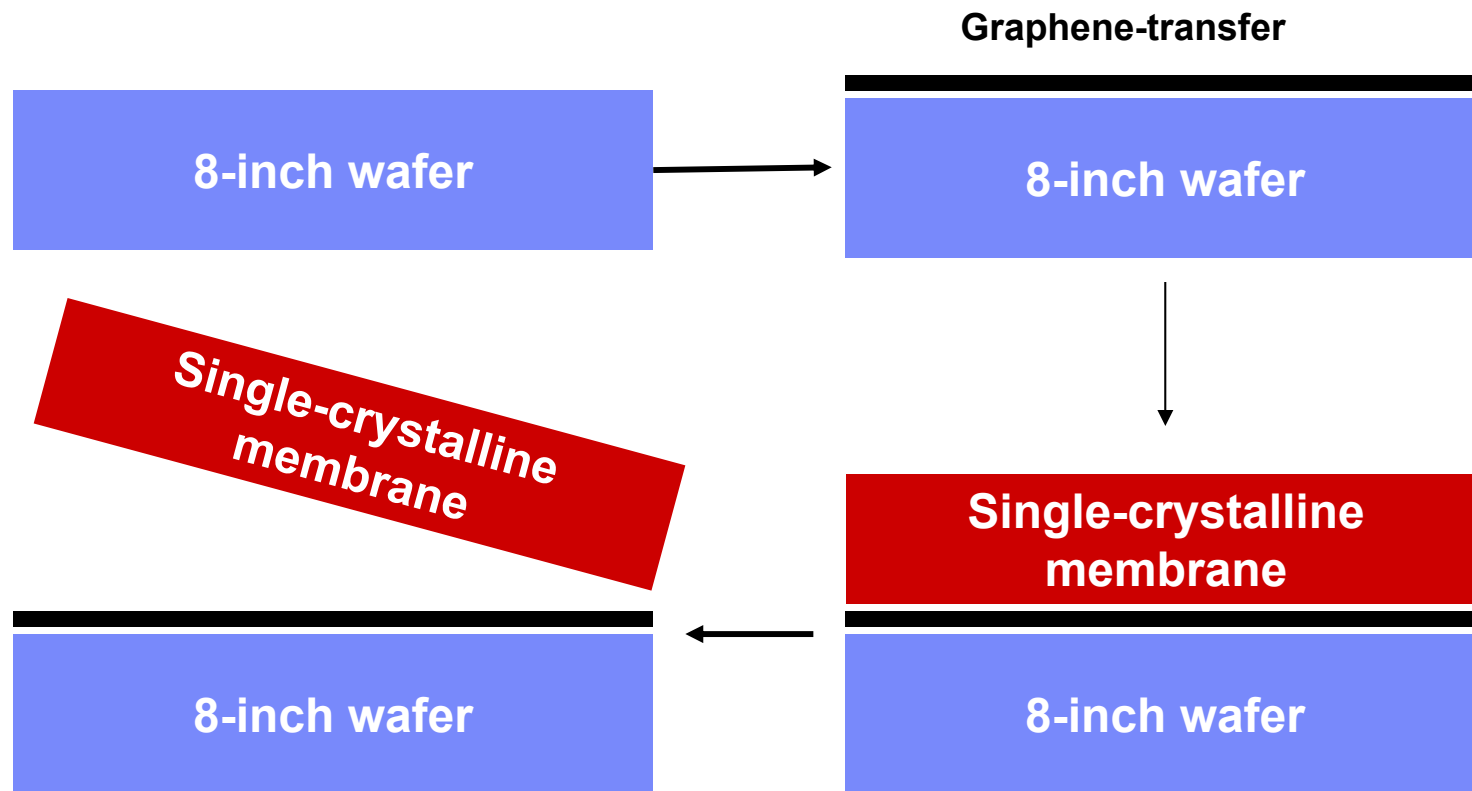 Graphene-transfer
8-inch wafer
8-inch wafer
Single-crystalline
membrane
Single-crystalline
membrane
8-inch wafer
8-inch wafer